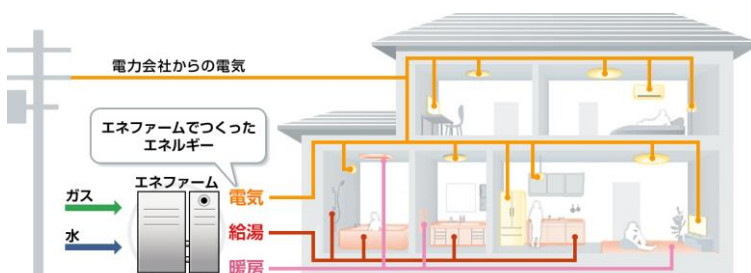 電力会社からの電気
エネファームでつくった
エネルギー
エネファーム
ガス
水
電気
給湯
暖房